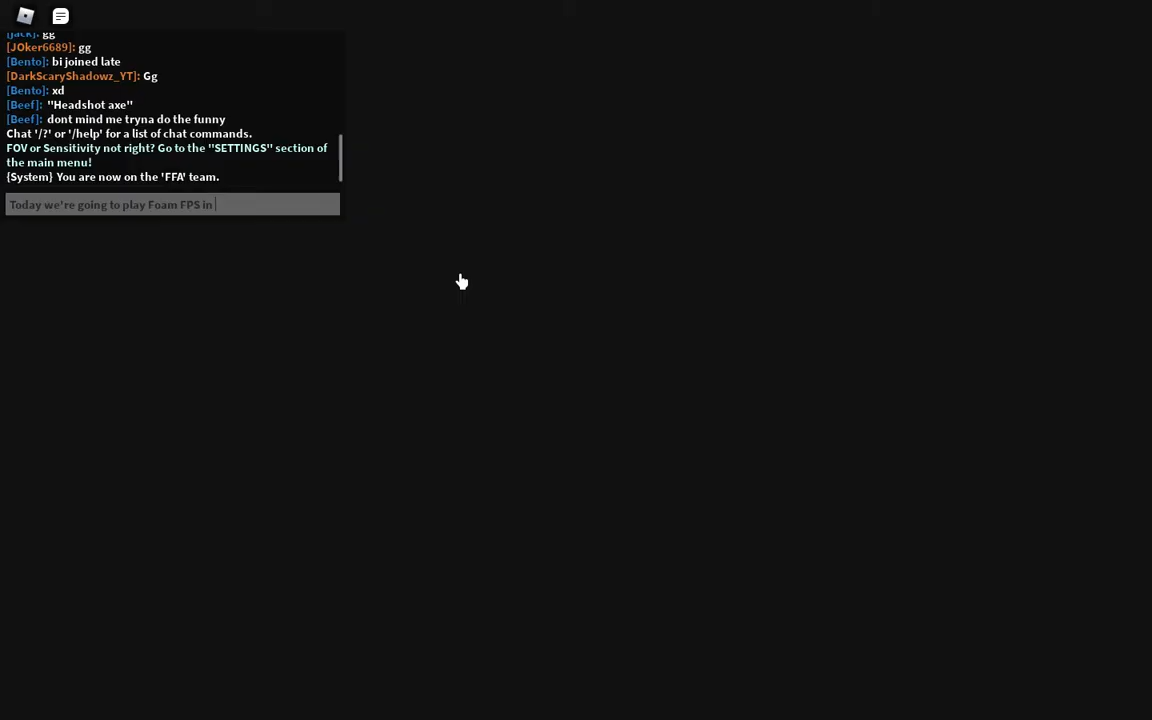 [Jack]: gg
[JOker6689]: gg
[Bento]: bi joined late
[DarkScaryShadowz_YT]: Gg
[Bento]: xd
[Beef]: "Headshot axe"
[Beef]: dont mind me tryna do the funny
Chat '/?' or '/help' for a list of chat commands.
FOV or Sensitivity not right? Go to the "SETTINGS" section of
the main menu!
{System} You are now on the 'FFA' team.
Today we're going to play Foam FPS in